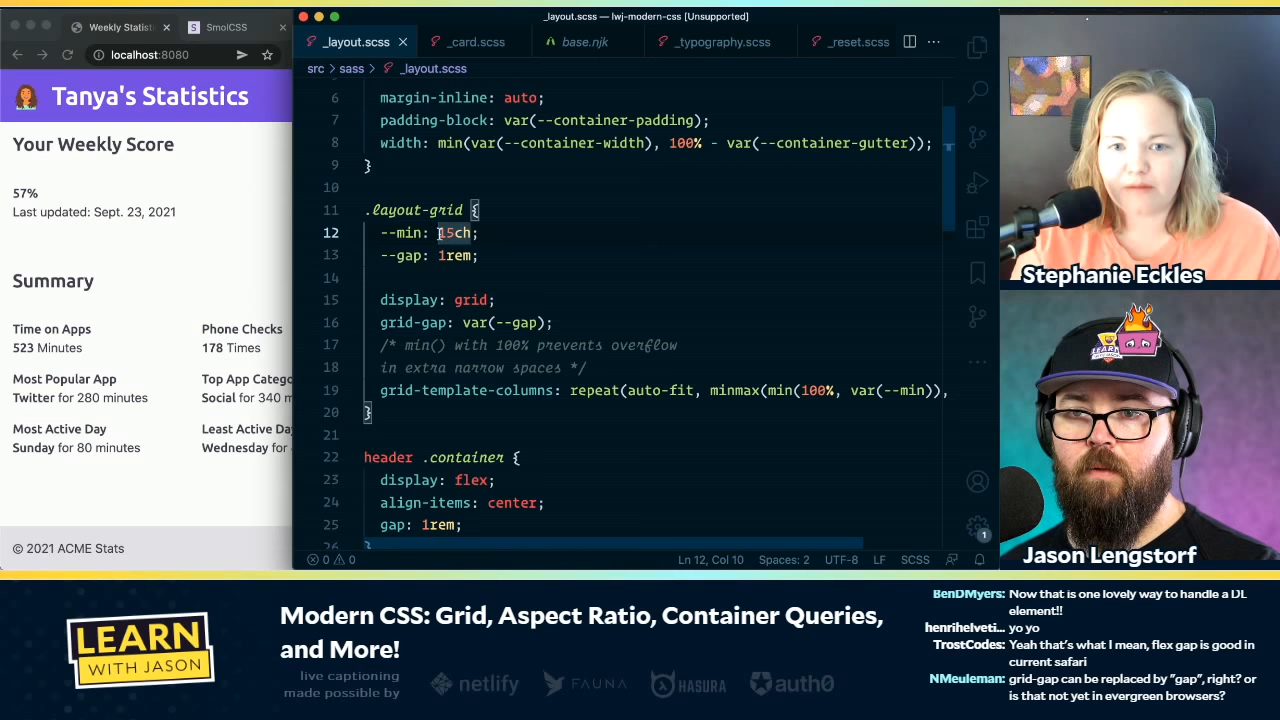 Weekly Statist
SmolCSS
localhost:8080
Tanya's Statistics
Your Weekly Score
57%
Last updated: Sept. 23, 2021
Summary
Time on Apps
523 Minutes
Phone Checks
178 Times
Most Popular App
Twitter for 280 minutes
Top App Catego
Social for 340 m
Most Active Day
Sunday for 80 minutes
Least Active Da
Wednesday for
© 2021 ACME Stats
_layout.scss — lwj-modern-css [Unsupported]
_layout.scss
_card.scss
base.njk
_typography.scss
_reset.scss
src > sass > _layout.scss
6 margin-inline: auto;
7 padding-block: var(--container-padding);
8 width: min(var(--container-width), 100% - var(--container-gutter));
9 }
10
11 .layout-grid {
12 --min: 15ch;
13 --gap: 1rem;
14
15 display: grid;
16 grid-gap: var(--gap);
17 /* min() with 100% prevents overflow
18 in extra narrow spaces */
19 grid-template-columns: repeat(auto-fit, minmax(min(100%, var(--min)),
20 }
21
22 header .container {
23 display: flex;
24 align-items: center;
25 gap: 1rem;
26 }
0 0
Ln 12, Col 10 Spaces: 2 UTF-8 LF SCSS
1
Stephanie Eckles
LEARN
WITH JASON
Jason Lengstorf
LEARN
WITH JASON
Modern CSS: Grid, Aspect Ratio, Container Queries,
and More!
live captioning
made possible by
netlify
FAUNA
HASURA
auth0
BenDMyers: Now that is one lovely way to handle a DL
element!!
henrihelveti... yo yo
TrostCodes: Yeah that's what I mean, flex gap is good in
current safari
NMeuleman: grid-gap can be replaced by "gap", right? or
is that not yet in evergreen browsers?